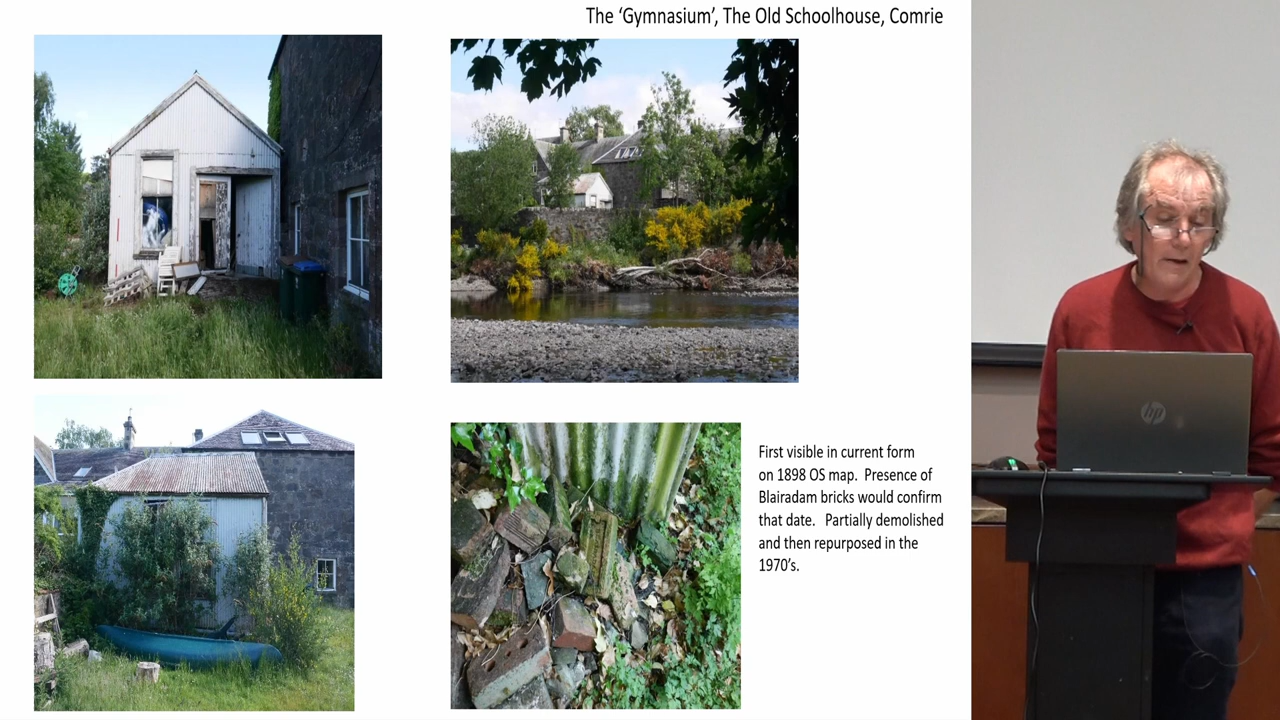 The ‘Gymnasium’, The Old Schoolhouse, Comrie
First visible in current form
on 1898 OS map.  Presence of
Blairadam bricks would confirm
that date.   Partially demolished
and then repurposed in the
1970’s.
hp